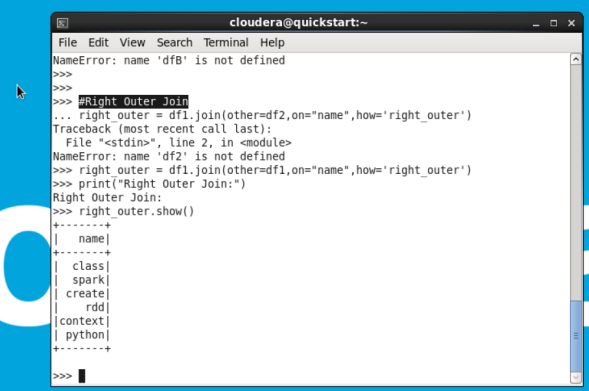 cloudera@quickstart:~
File Edit View Search Terminal Help
NameError: name 'dfB' is not defined
>>>
>>>
>>> #Right Outer Join
... right_outer = df1.join(other=df2,on="name",how='right_outer')
Traceback (most recent call last):
  File "<stdin>", line 2, in <module>
NameError: name 'df2' is not defined
>>> right_outer = df1.join(other=df1,on="name",how='right_outer')
>>> print("Right Outer Join:")
Right Outer Join:
>>> right_outer.show()
+-------+
|   name|
+-------+
|  class|
|  spark|
| create|
|    rdd|
|context|
| python|
+-------+
>>>